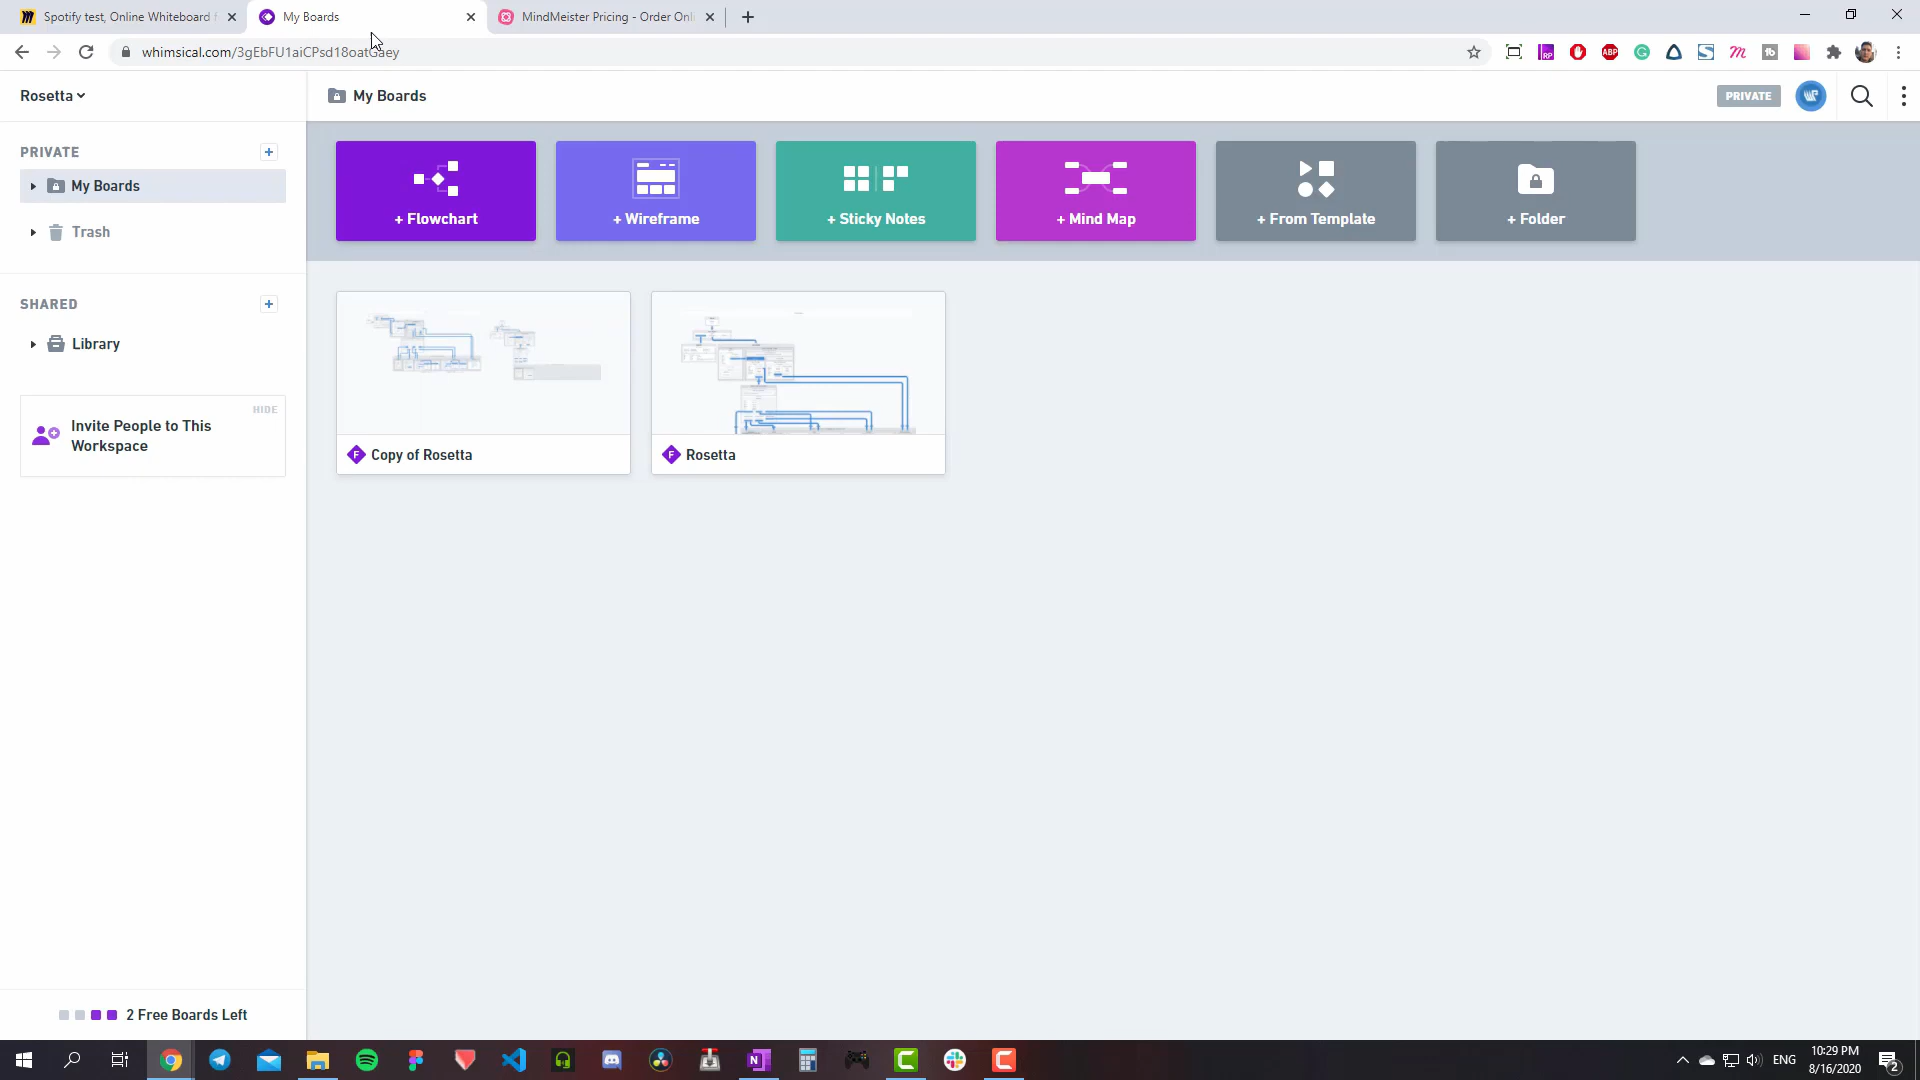 Spotify test, Online Whiteboard f
My Boards
MindMeister Pricing - Order Onli
whimsical.com/3gEbFU1aiCPsd18oatGaey
Rosetta
My Boards
PRIVATE
PRIVATE
My Boards
Trash
SHARED
Library
HIDE
Invite People to This
Workspace
+ Flowchart
+ Wireframe
+ Sticky Notes
+ Mind Map
+ From Template
+ Folder
F Copy of Rosetta
F Rosetta
2 Free Boards Left
ENG
10:29 PM
8/16/2020
2